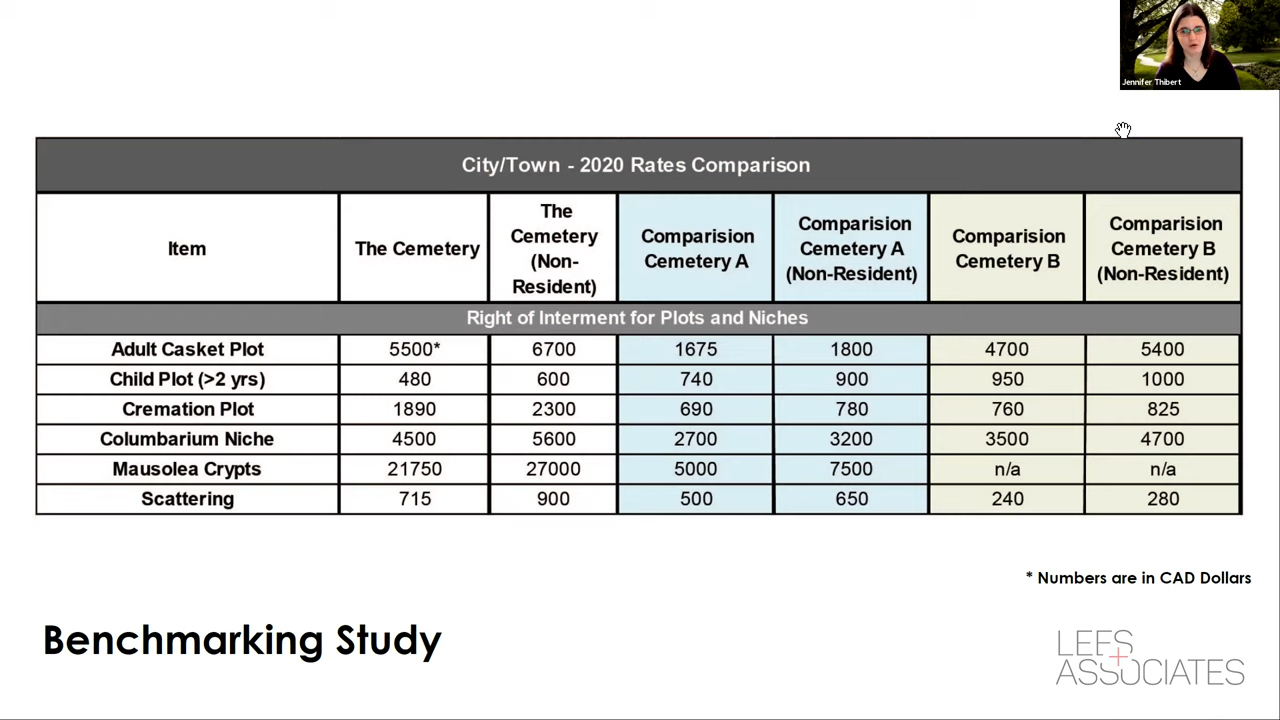 Jennifer Thibert
City/Town - 2020 Rates Comparison
Item
The Cemetery
The
Cemetery
(Non-
Resident)
Comparision
Cemetery A
Comparision
Cemetery A
(Non-Resident)
Comparision
Cemetery B
Comparision
Cemetery B
(Non-Resident)
Right of Interment for Plots and Niches
Adult Casket Plot 5500* 6700 1675 1800 4700 5400
Child Plot (>2 yrs) 480 600 740 900 950 1000
Cremation Plot 1890 2300 690 780 760 825
Columbarium Niche 4500 5600 2700 3200 3500 4700
Mausolea Crypts 21750 27000 5000 7500 n/a n/a
Scattering 715 900 500 650 240 280
* Numbers are in CAD Dollars
Benchmarking Study
LEES
+
ASSOCIATES